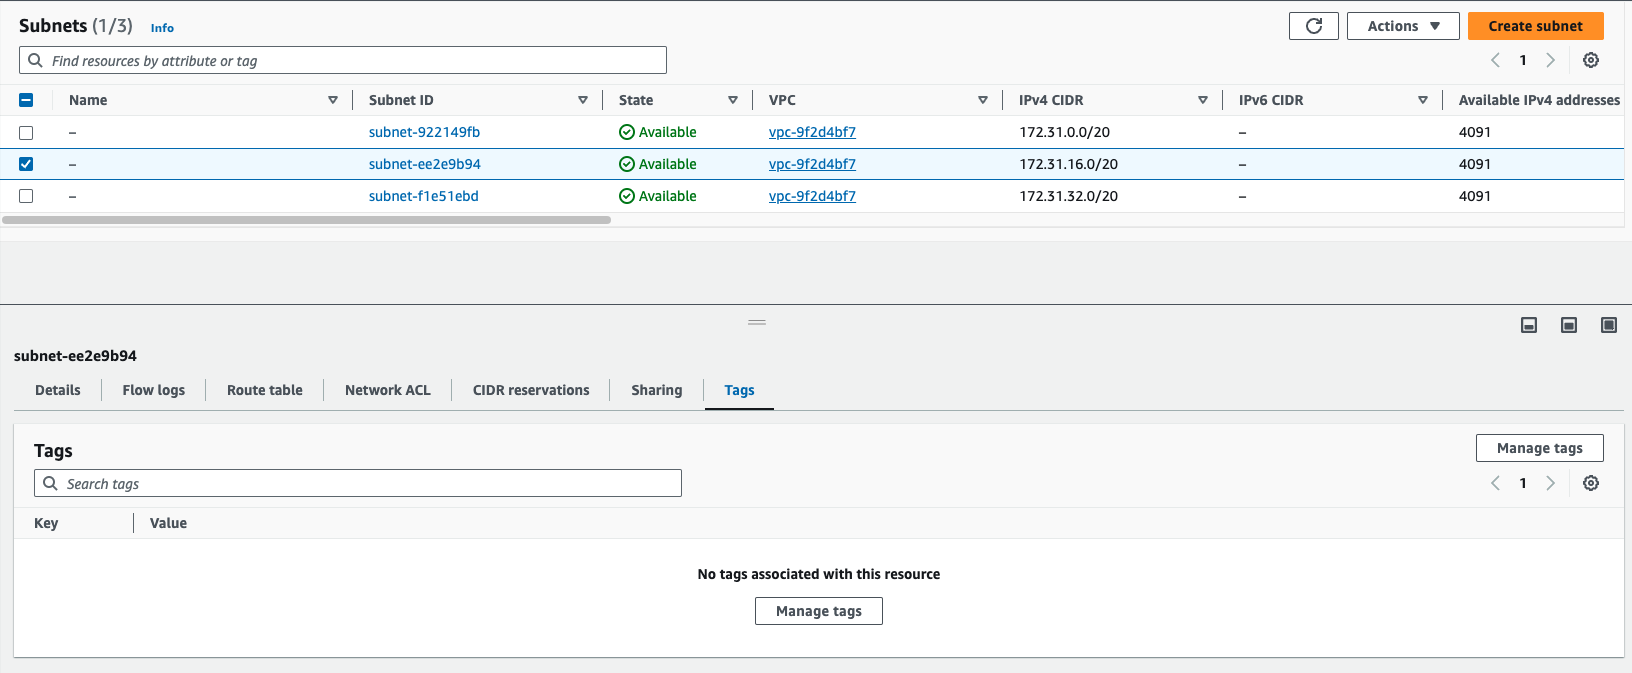 Subnets (1/3) Info Actions Create subnet
Find resources by attribute or tag 1
Name Subnet ID State VPC IPv4 CIDR IPv6 CIDR Available IPv4 addresses
– subnet-922149fb Available vpc-9f2d4bf7 172.31.0.0/20 – 4091
– subnet-ee2e9b94 Available vpc-9f2d4bf7 172.31.16.0/20 – 4091
– subnet-f1e51ebd Available vpc-9f2d4bf7 172.31.32.0/20 – 4091
subnet-ee2e9b94
Details Flow logs Route table Network ACL CIDR reservations Sharing Tags
Tags Manage tags
Search tags 1
Key Value
No tags associated with this resource
Manage tags